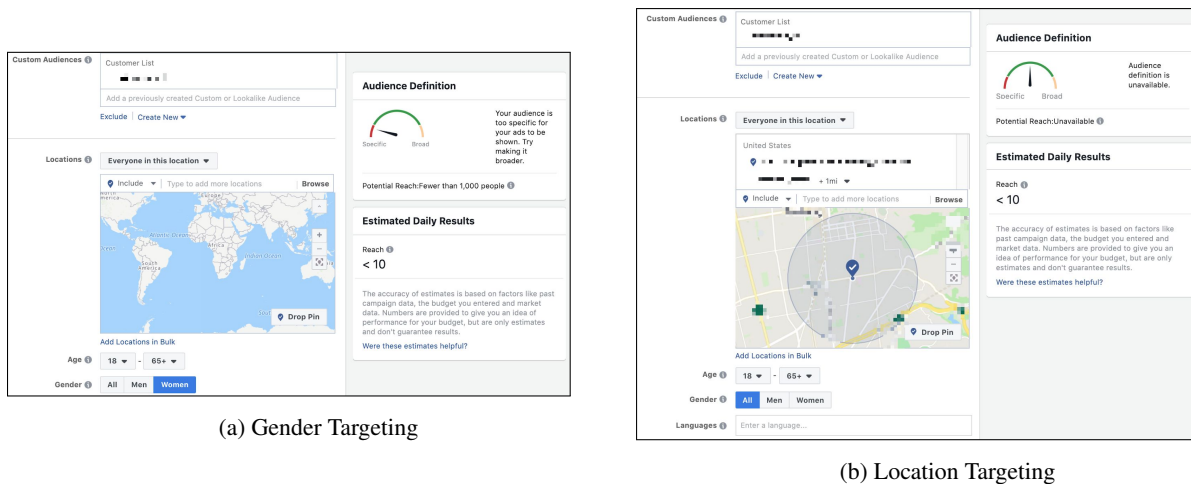 Custom Audiences
Customer List
Add a previously created Custom or Lookalike Audience
Exclude | Create New
Locations
Everyone in this location
Include
Type to add more locations
Browse
Europe
Atlantic Ocean
Africa
South America
Indian Ocean
Drop Pin
Add Locations in Bulk
Age
18 - 65+
Gender
All Men Women
Audience Definition
Specific Broad
Your audience is
too specific for
your ads to be
shown. Try
making it
broader.
Potential Reach:Fewer than 1,000 people
Estimated Daily Results
Reach
< 10
The accuracy of estimates is based on factors like past
campaign data, the budget you entered and market
data. Numbers are provided to give you an idea of
performance for your budget, but are only estimates
and don't guarantee results.
Were these estimates helpful?
(a) Gender Targeting
Custom Audiences
Customer List
Add a previously created Custom or Lookalike Audience
Exclude | Create New
Locations
Everyone in this location
United States
+ 1mi
Include
Type to add more locations
Browse
Drop Pin
Add Locations in Bulk
Age
18 - 65+
Gender
All Men Women
Languages
Enter a language...
Audience Definition
Specific Broad
Audience
definition is
unavailable.
Potential Reach:Unavailable
Estimated Daily Results
Reach
< 10
The accuracy of estimates is based on factors like
past campaign data, the budget you entered and
market data. Numbers are provided to give you an
idea of performance for your budget, but are only
estimates and don't guarantee results.
Were these estimates helpful?
(b) Location Targeting